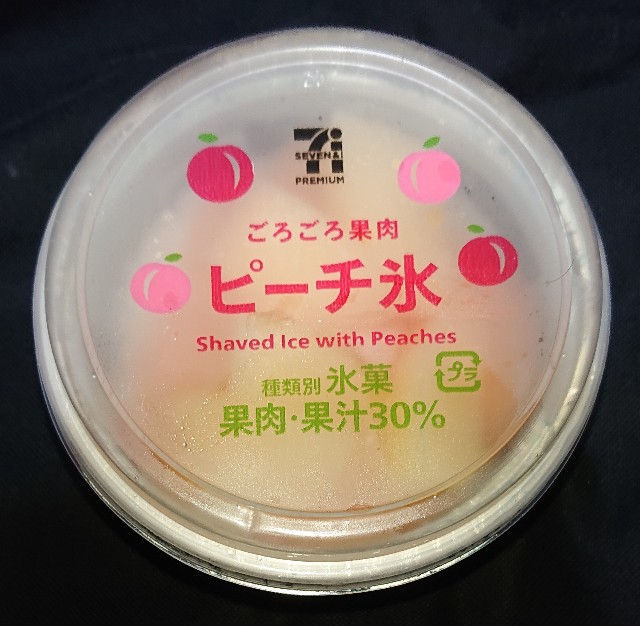 7i
SEVEN&i
PREMIUM
ごろごろ果肉
ピーチ氷
Shaved Ice with Peaches
種類別 氷菓
プラ
果肉・果汁30%